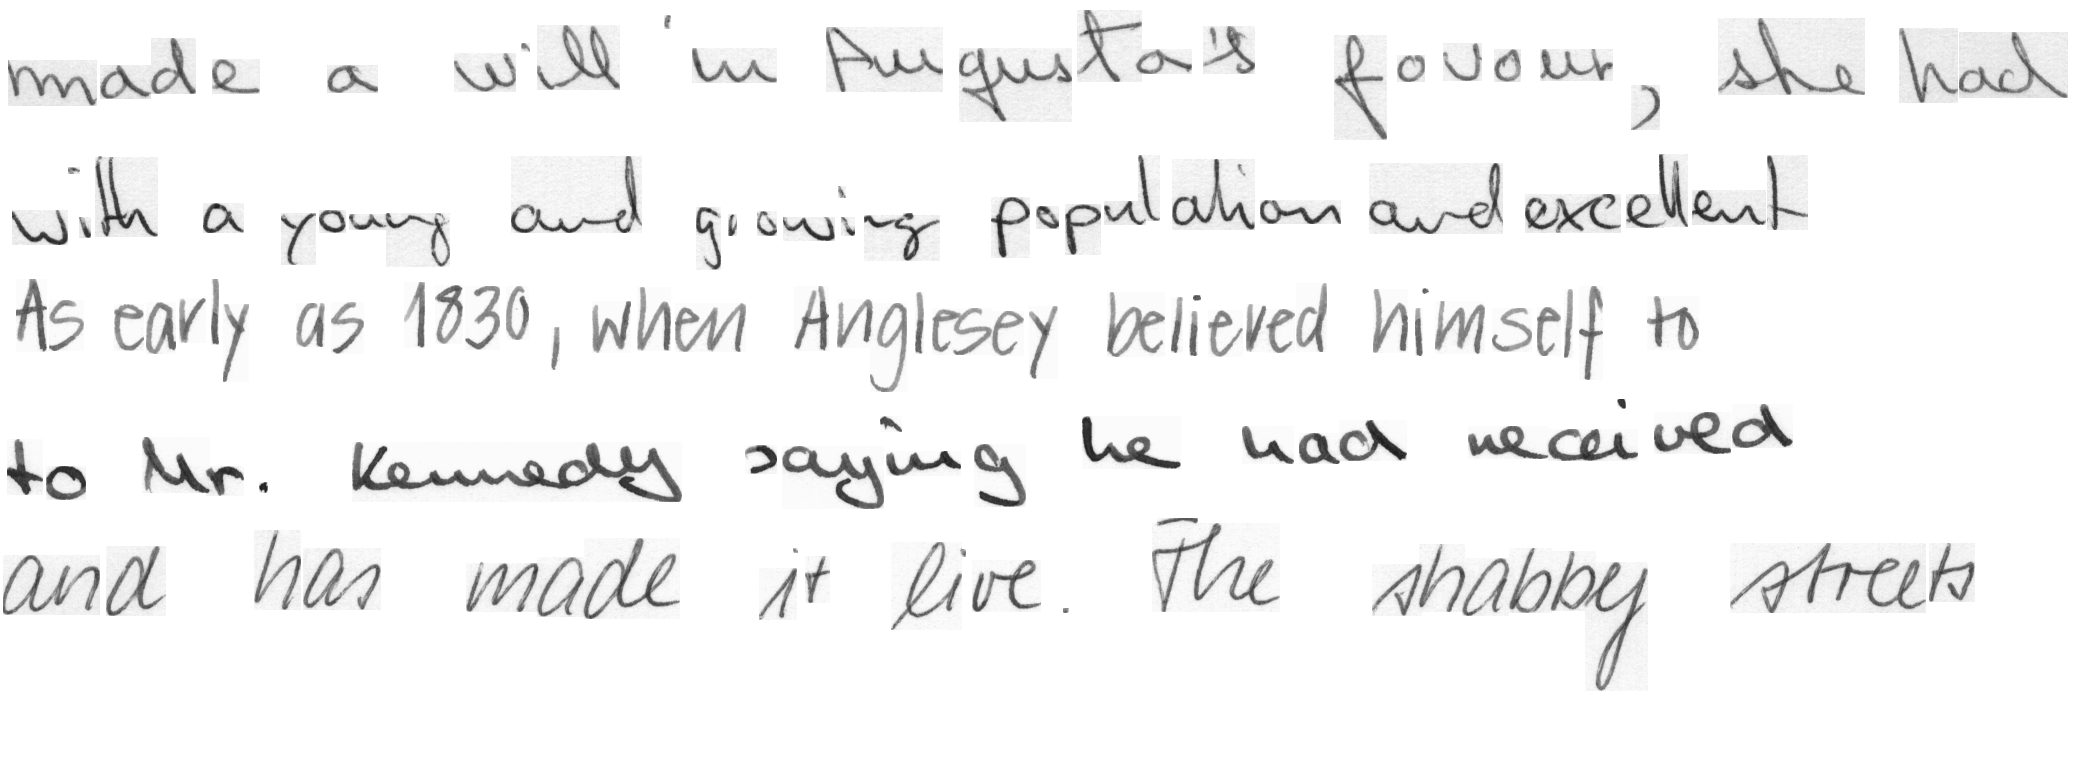 made a will in Augusta's favour, she had
with a young and growing population and excellent
As early as 1830, when Anglesey believed himself to
to Mr. Kennedy saying he had received
and has made it live. The shabby streets